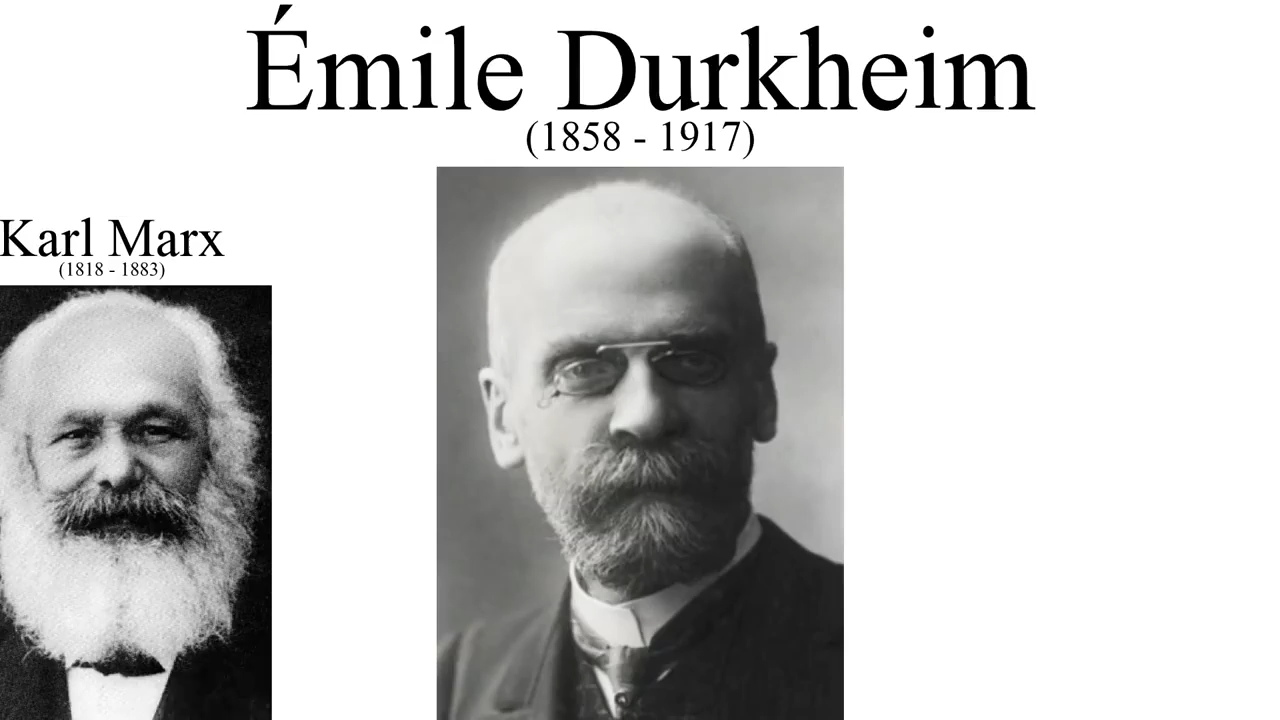 Émile Durkheim
(1858 - 1917)
Karl Marx
(1818 - 1883)